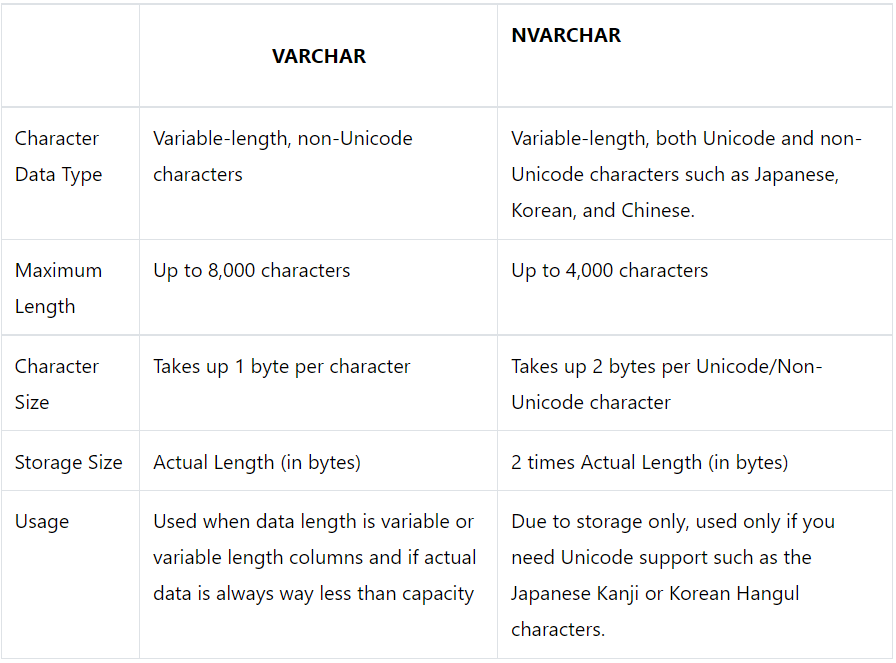 VARCHAR
NVARCHAR
Character
Data Type
Variable-length, non-Unicode
characters
Variable-length, both Unicode and non-
Unicode characters such as Japanese,
Korean, and Chinese.
Maximum
Length
Up to 8,000 characters
Up to 4,000 characters
Character
Size
Takes up 1 byte per character
Takes up 2 bytes per Unicode/Non-
Unicode character
Storage Size
Actual Length (in bytes)
2 times Actual Length (in bytes)
Usage
Used when data length is variable or
variable length columns and if actual
data is always way less than capacity
Due to storage only, used only if you
need Unicode support such as the
Japanese Kanji or Korean Hangul
characters.